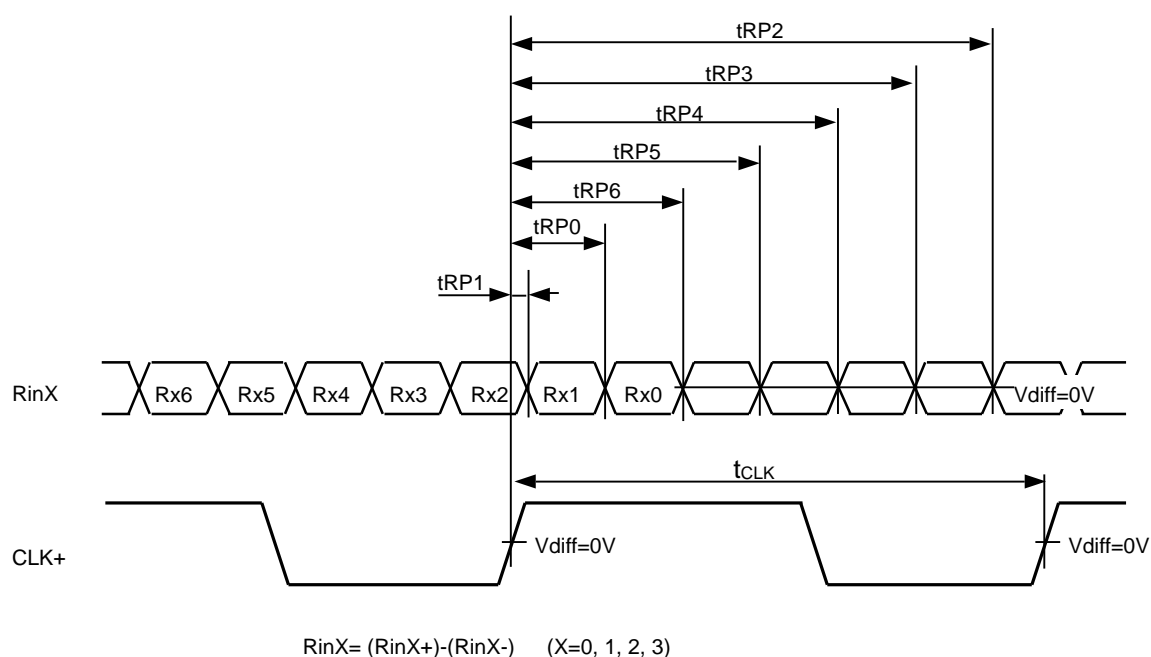 tRP2
tRP3
tRP4
tRP5
tRP6
tRP0
tRP1
RinX Rx6 Rx5 Rx4 Rx3 Rx2 Rx1 Rx0 Vdiff=0V
tCLK
CLK+ Vdiff=0V Vdiff=0V
RinX= (RinX+)-(RinX-) (X=0, 1, 2, 3)